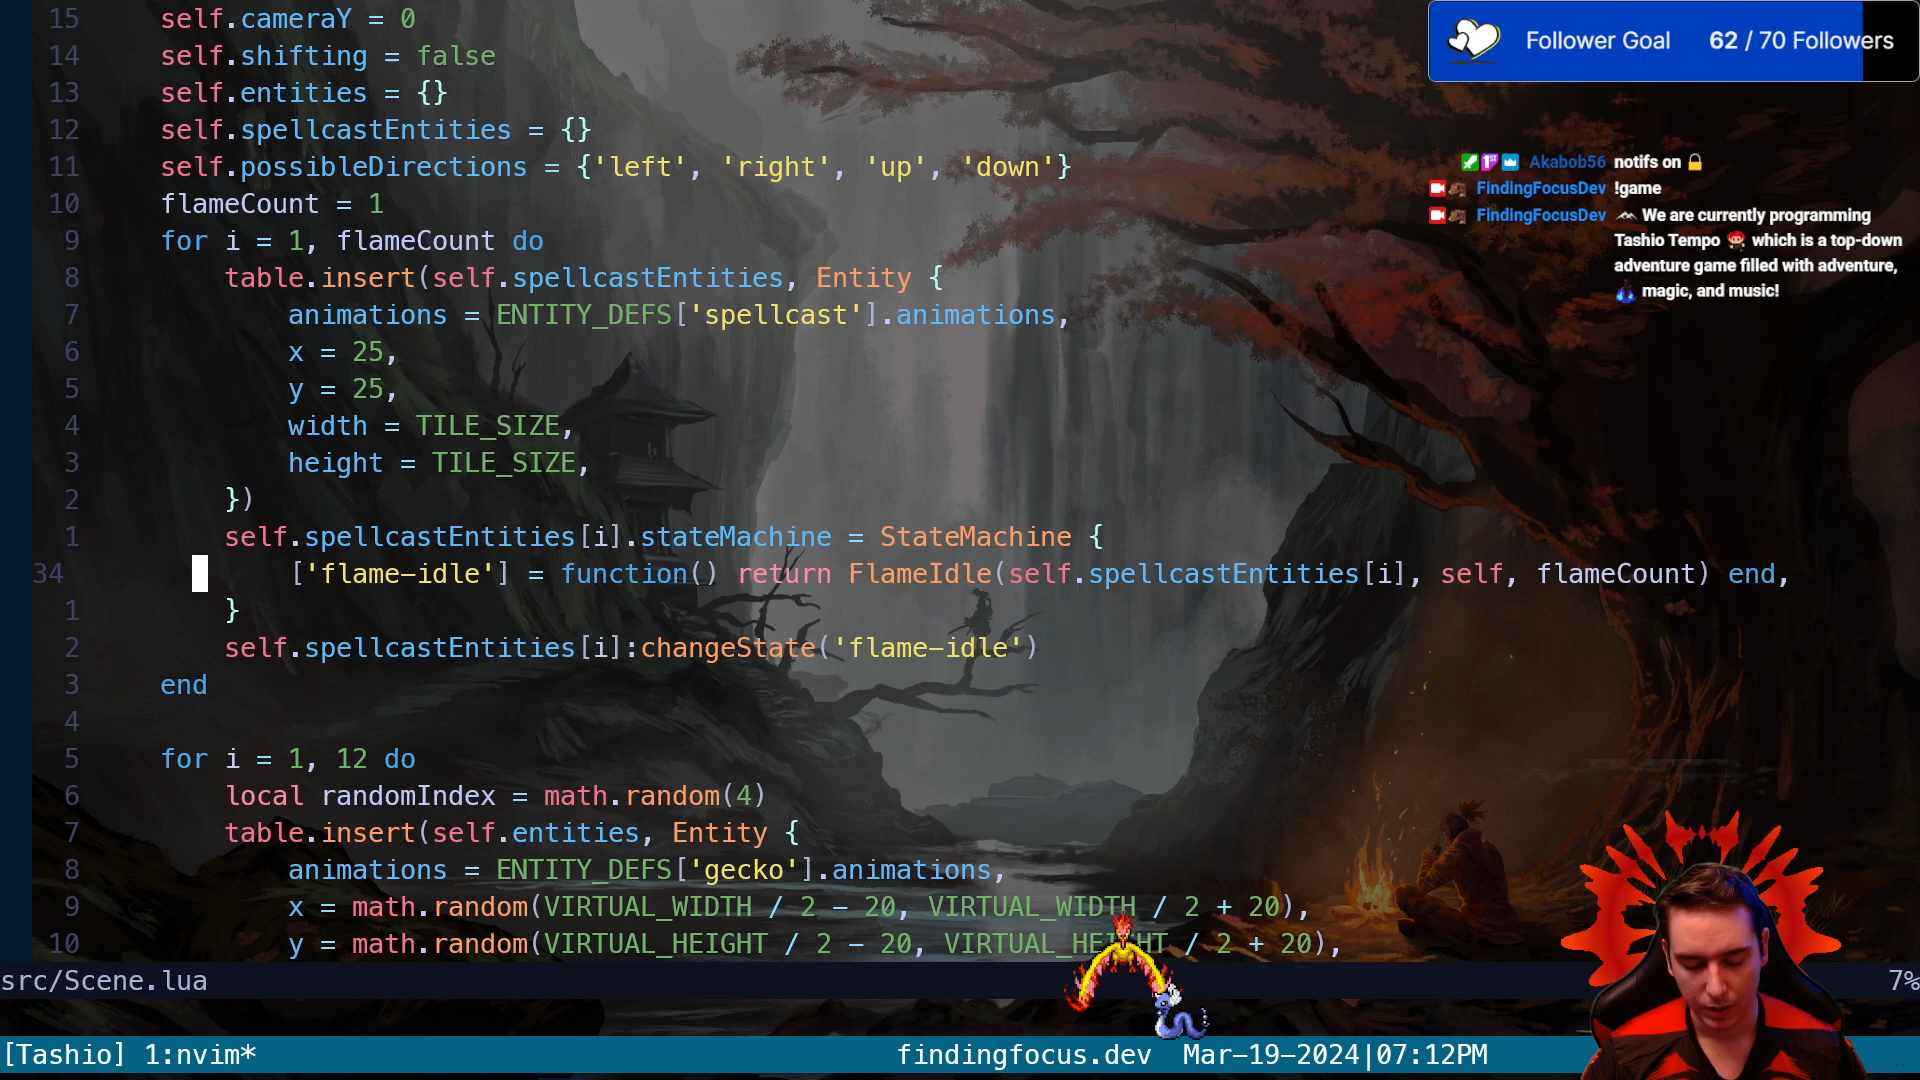 15 self.cameraY = 0
14 self.shifting = false
13 self.entities = {}
12 self.spellcastEntities = {}
11 self.possibleDirections = {'left', 'right', 'up', 'down'}
10 flameCount = 1
9 for i = 1, flameCount do
8 table.insert(self.spellcastEntities, Entity {
7 animations = ENTITY_DEFS['spellcast'].animations,
6 x = 25,
5 y = 25,
4 width = TILE_SIZE,
3 height = TILE_SIZE,
2 })
1 self.spellcastEntities[i].stateMachine = StateMachine {
34 ['flame-idle'] = function() return FlameIdle(self.spellcastEntities[i], self, flameCount) end,
1 }
2 self.spellcastEntities[i]:changeState('flame-idle')
3 end
4
5 for i = 1, 12 do
6 local randomIndex = math.random(4)
7 table.insert(self.entities, Entity {
8 animations = ENTITY_DEFS['gecko'].animations,
9 x = math.random(VIRTUAL_WIDTH / 2 - 20, VIRTUAL_WIDTH / 2 + 20),
10 y = math.random(VIRTUAL_HEIGHT / 2 - 20, VIRTUAL_HEIGHT / 2 + 20),
src/Scene.lua 7%
[Tashio] 1:nvim* findingfocus.dev Mar-19-2024|07:12PM
Follower Goal 62 / 70 Followers
1ST Akabob56 notifs on
FindingFocusDev !game
FindingFocusDev We are currently programming
Tashio Tempo which is a top-down
adventure game filled with adventure,
magic, and music!